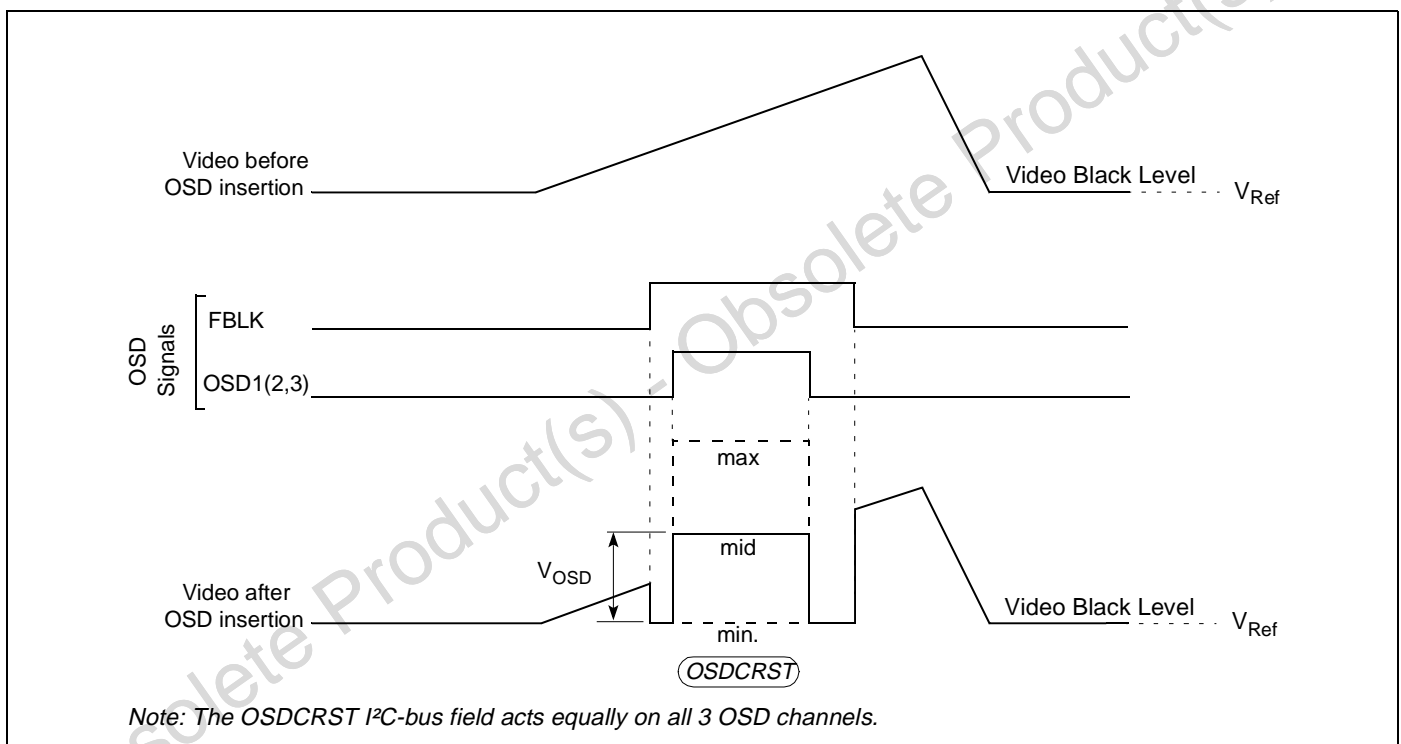 Video before
OSD insertion
Video Black Level
V_Ref
OSD
Signals
FBLK
OSD1(2,3)
max
mid
V_OSD
Video after
OSD insertion
min.
Video Black Level
V_Ref
OSDCRST
Note: The OSDCRST I²C-bus field acts equally on all 3 OSD channels.
solete Product(s) - Obsolete Product(s)